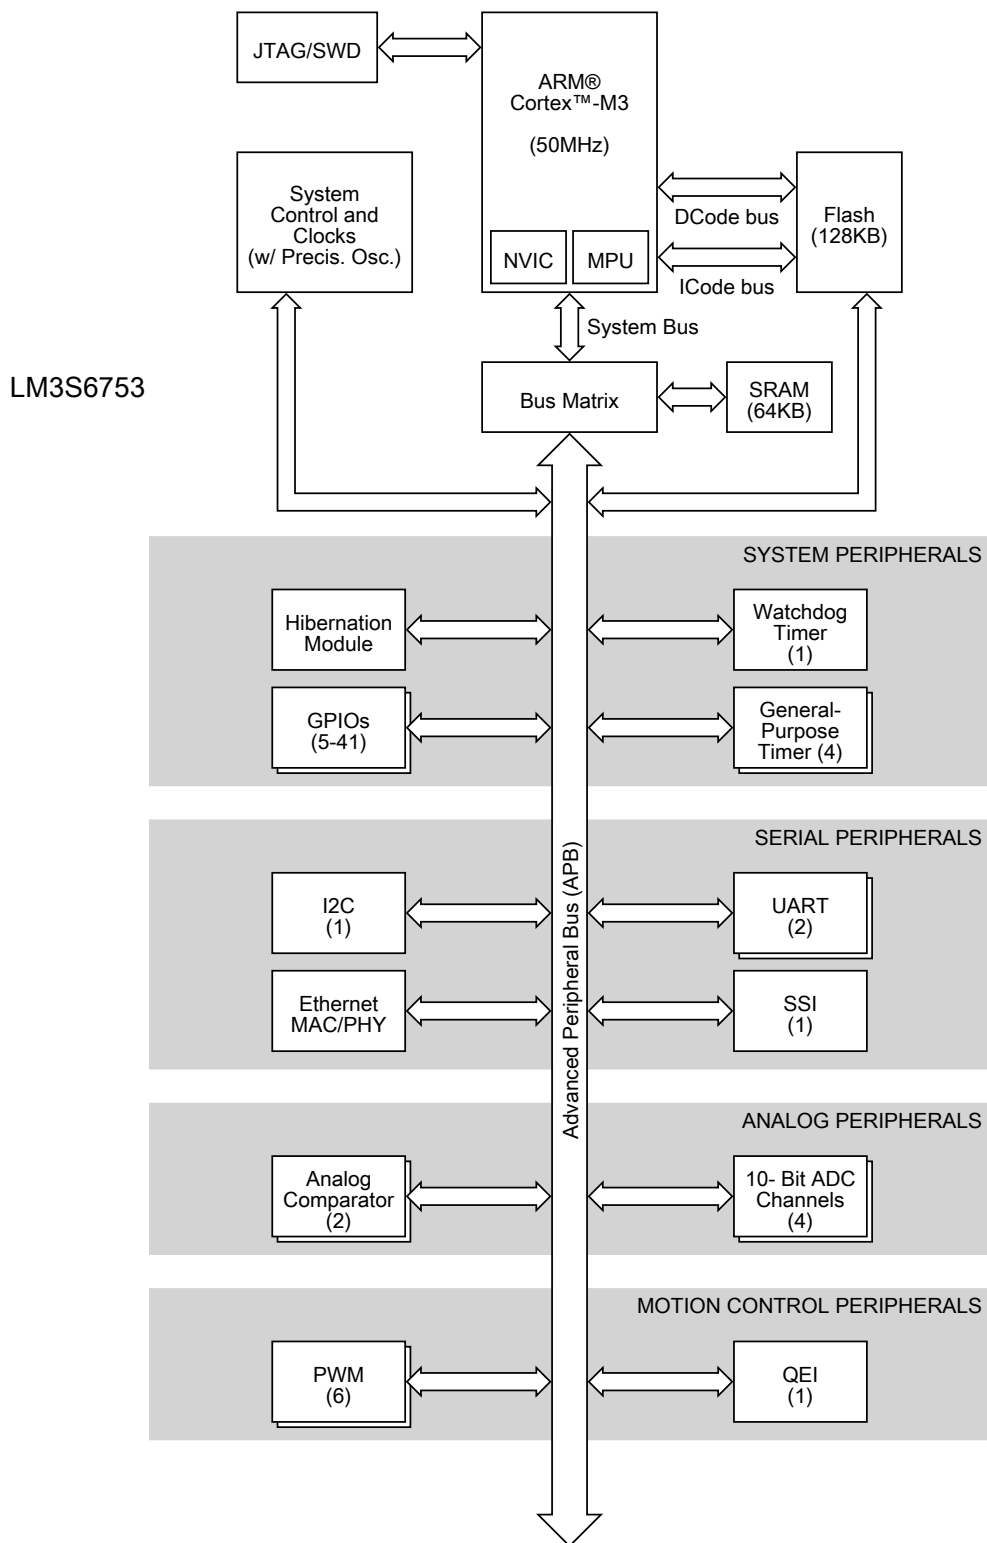 JTAG/SWD
ARM®
Cortex™-M3
(50MHz)
NVIC
MPU
System
Control and
Clocks
(w/ Precis. Osc.)
DCode bus
ICode bus
Flash
(128KB)
System Bus
LM3S6753
Bus Matrix
SRAM
(64KB)
SYSTEM PERIPHERALS
Hibernation
Module
Watchdog
Timer
(1)
GPIOs
(5-41)
General-
Purpose
Timer (4)
Advanced Peripheral Bus (APB)
SERIAL PERIPHERALS
I2C
(1)
UART
(2)
Ethernet
MAC/PHY
SSI
(1)
ANALOG PERIPHERALS
Analog
Comparator
(2)
10- Bit ADC
Channels
(4)
MOTION CONTROL PERIPHERALS
PWM
(6)
QEI
(1)